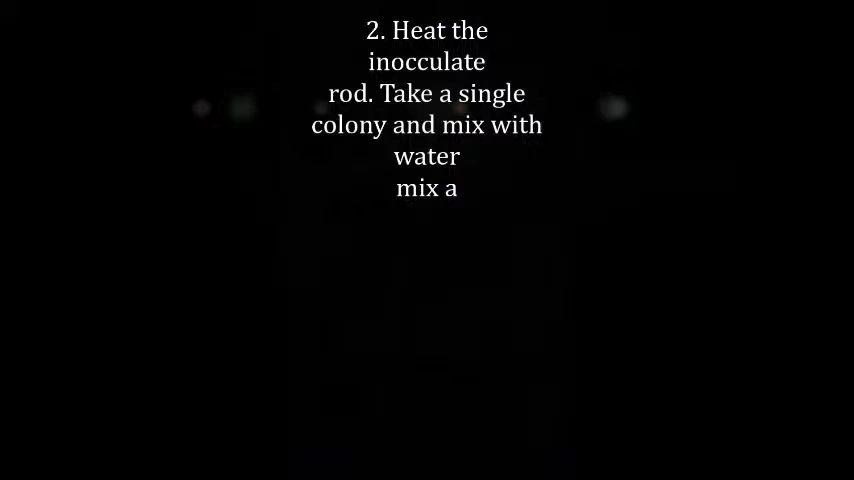 2. Heat the
inocculate
rod. Take a single
colony and mix with
water
mix a